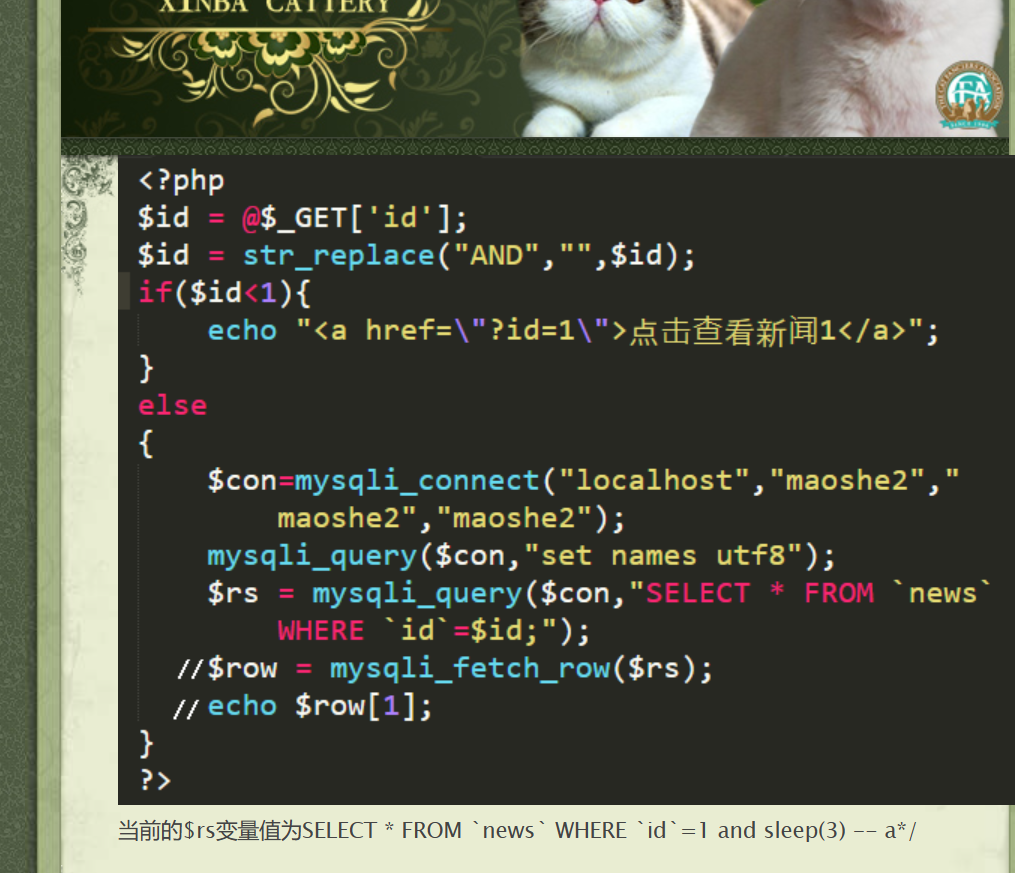 XINBA CATTERY
<?php
$id = @$_GET['id'];
$id = str_replace("AND","",$id);
if($id<1){
echo "<a href=\"?id=1\">点击查看新闻1</a>";
}
else
{
$con=mysqli_connect("localhost","maoshe2","
maoshe2","maoshe2");
mysqli_query($con,"set names utf8");
$rs = mysqli_query($con,"SELECT * FROM `news`
WHERE `id`=$id;");
//$row = mysqli_fetch_row($rs);
//echo $row[1];
}
?>
当前的$rs变量值为SELECT * FROM `news` WHERE `id`=1 and sleep(3) -- a*/